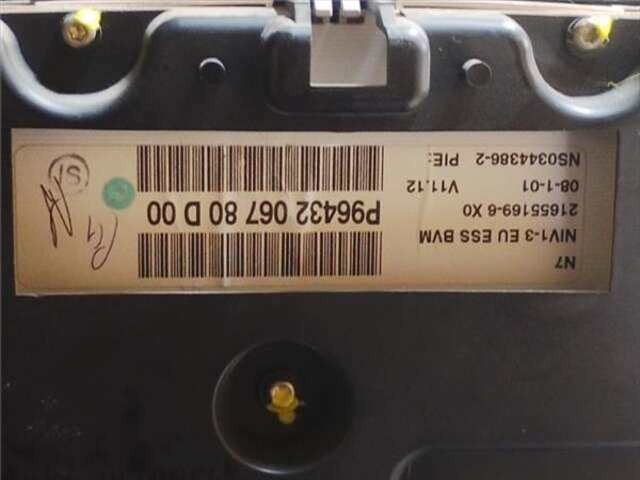 N7
NIV1-3 EU ESS BVM
21655169-6 X0
08-1-01 V11.12
NS0344386-2 PIE:
P96432 067 80 D 00